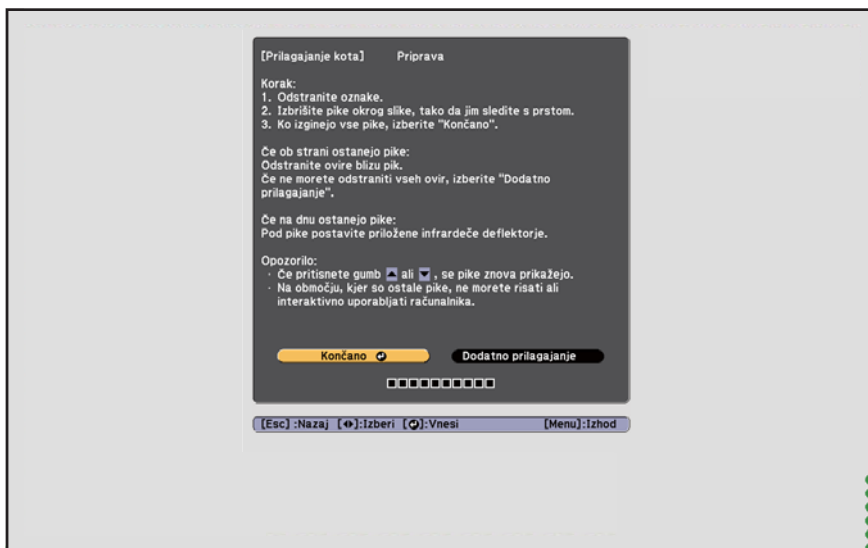 [Prilagajanje kota] Priprava
Korak:
1. Odstranite oznake.
2. Izbrišite pike okrog slike, tako da jim sledite s prstom.
3. Ko izginejo vse pike, izberite "Končano".
Če ob strani ostanejo pike:
Odstranite ovire blizu pik.
Če ne morete odstraniti vseh ovir, izberite "Dodatno
prilagajanje".
Če na dnu ostanejo pike:
Pod pike postavite priložene infrardeče deflektorje.
Opozorilo:
· Če pritisnete gumb ▲ ali ▼ , se pike znova prikažejo.
· Na območju, kjer so ostale pike, ne morete risati ali
interaktivno uporabljati računalnika.
Končano Dodatno prilagajanje
[Esc] :Nazaj [◄►]:Izberi [⏎]:Vnesi [Menu]:Izhod